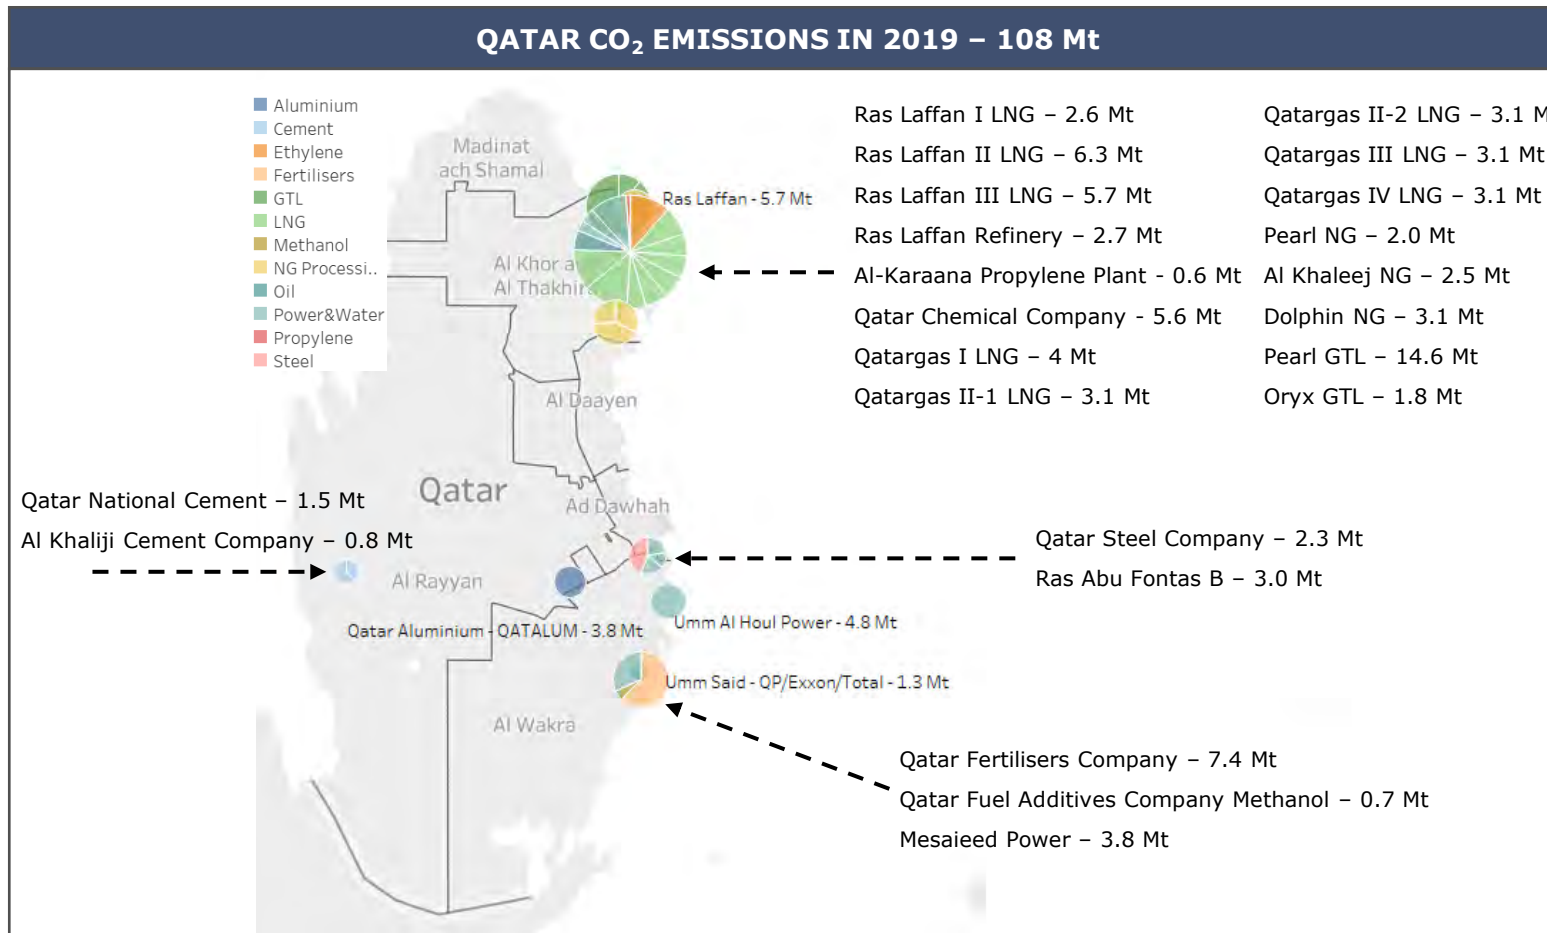 QATAR CO₂ EMISSIONS IN 2019 – 108 Mt
Aluminium
Cement
Ethylene
Fertilisers
GTL
LNG
Methanol
NG Processi..
Oil
Power&Water
Propylene
Steel
Madinat
ach Shamal
Ras Laffan - 5.7 Mt
Al Khor a
Al Thakhira
Al Daayen
Qatar
Ad Dawhah
Al Rayyan
Qatar Aluminium - QATALUM - 3.8 Mt
Umm Al Houl Power - 4.8 Mt
Umm Said - QP/Exxon/Total - 1.3 Mt
Al Wakra
Ras Laffan I LNG – 2.6 Mt
Ras Laffan II LNG – 6.3 Mt
Ras Laffan III LNG – 5.7 Mt
Ras Laffan Refinery – 2.7 Mt
Al-Karaana Propylene Plant - 0.6 Mt
Qatar Chemical Company - 5.6 Mt
Qatargas I LNG – 4 Mt
Qatargas II-1 LNG – 3.1 Mt
Qatargas II-2 LNG – 3.1 M
Qatargas III LNG – 3.1 Mt
Qatargas IV LNG – 3.1 Mt
Pearl NG – 2.0 Mt
Al Khaleej NG – 2.5 Mt
Dolphin NG – 3.1 Mt
Pearl GTL – 14.6 Mt
Oryx GTL – 1.8 Mt
Qatar National Cement – 1.5 Mt
Al Khaliji Cement Company – 0.8 Mt
Qatar Steel Company – 2.3 Mt
Ras Abu Fontas B – 3.0 Mt
Qatar Fertilisers Company – 7.4 Mt
Qatar Fuel Additives Company Methanol – 0.7 Mt
Mesaieed Power – 3.8 Mt